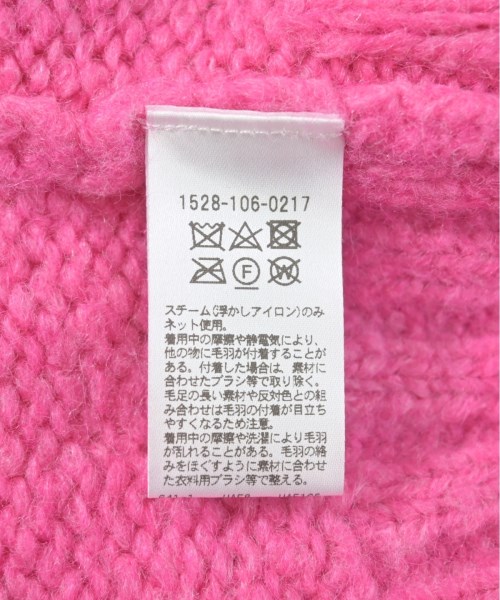 1528-106-0217
F W
スチーム(浮かしアイロン)のみ
ネット使用。
着用中の摩擦や静電気により、
他の物に毛羽が付着することが
ある。付着した場合は、素材に
合わせたブラシ等で取り除く。
毛足の長い素材や反対色との組
み合わせは毛羽の付着が目立ち
やすくなるため注意。
着用中の摩擦や洗濯により毛羽
が乱れることがある。毛羽の絡
みをほぐすように素材に合わせ
た衣料用ブラシ等で整える。